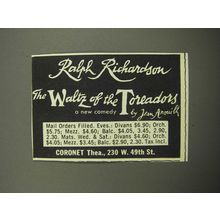 Ralph Richardson
The Waltz of the Toreadors
a new comedy by Jean Anouilh
Mail Orders Filled. Eves.: Divans $6.90; Orch.
$5.75; Mezz. $4.60; Balc. $4.05, 3.45, 2.90,
2.30. Mats. Wed. & Sat.: Divans $4.60; Orch.
$4.05; Mezz. $3.45; Balc. $2.90, 2.30. Tax Incl.
CORONET Thea., 230 W. 49th St.